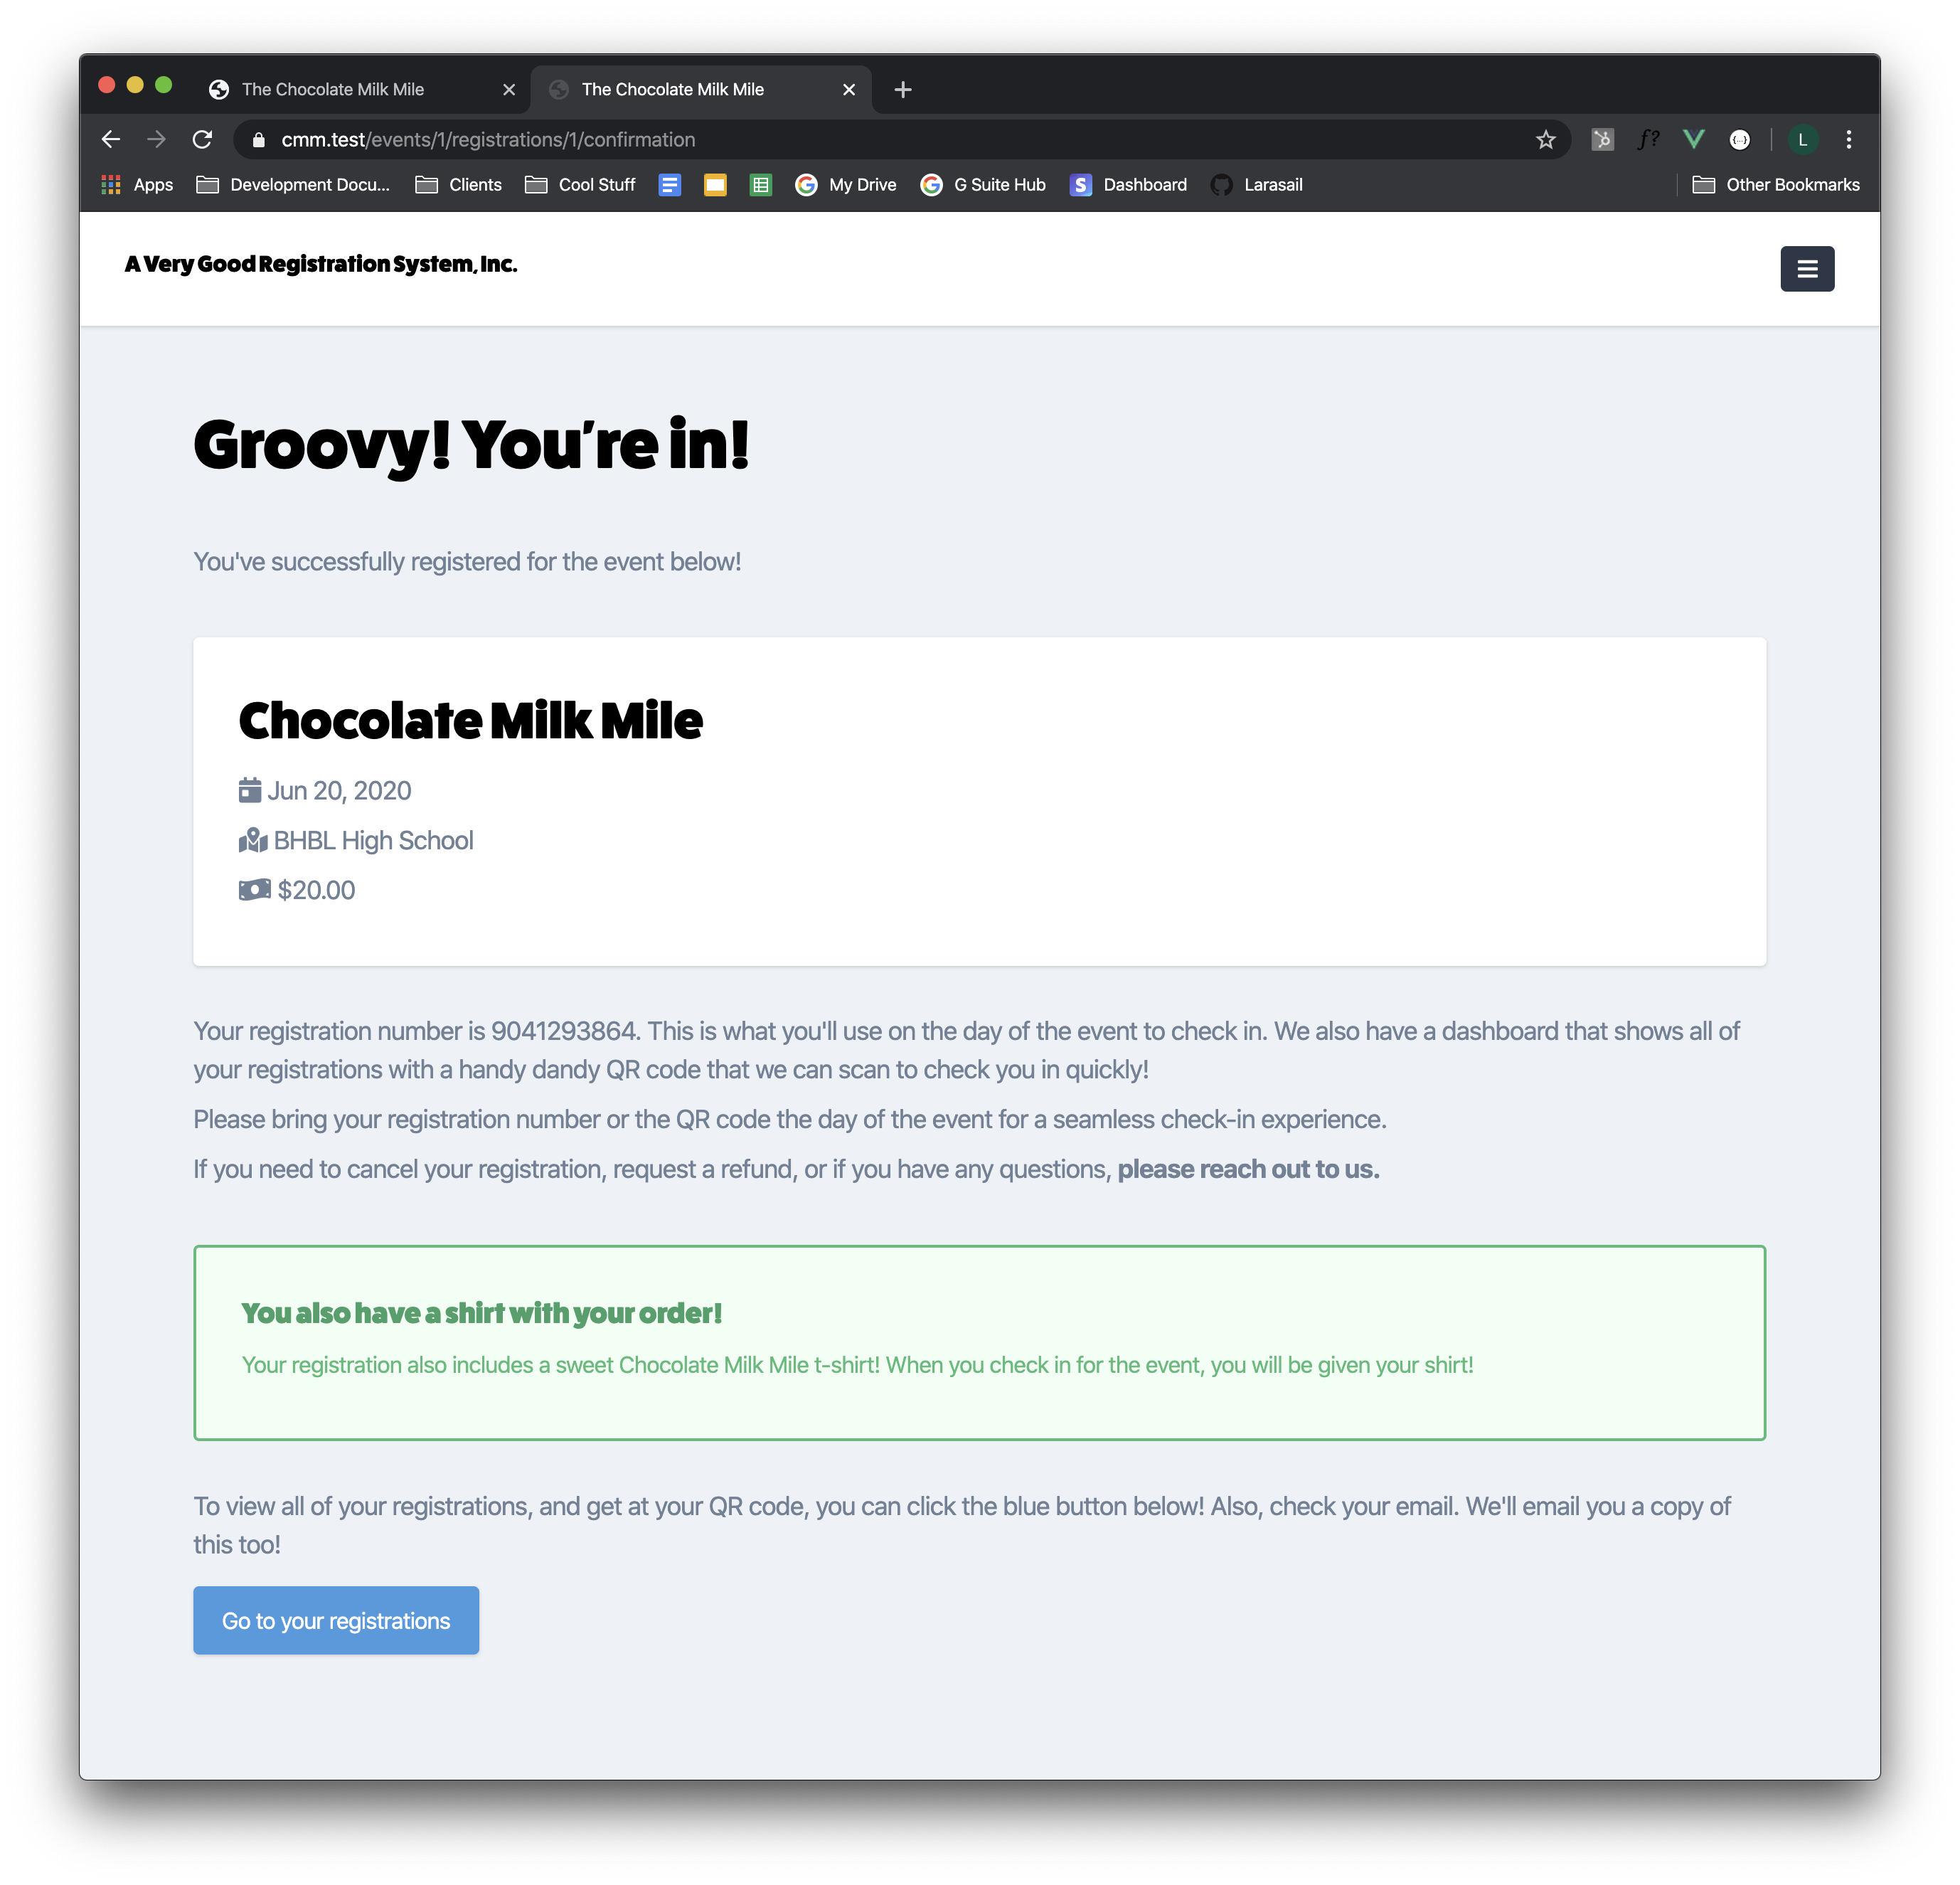 The Chocolate Milk Mile
The Chocolate Milk Mile
cmm.test/events/1/registrations/1/confirmation
f?
{···}
L
Apps
Development Docu...
Clients
Cool Stuff
My Drive
G Suite Hub
S
Dashboard
Larasail
Other Bookmarks
A Very Good Registration System, Inc.
Groovy! You're in!
You've successfully registered for the event below!
Chocolate Milk Mile
Jun 20, 2020
BHBL High School
$20.00
Your registration number is 9041293864. This is what you'll use on the day of the event to check in. We also have a dashboard that shows all of
your registrations with a handy dandy QR code that we can scan to check you in quickly!
Please bring your registration number or the QR code the day of the event for a seamless check-in experience.
If you need to cancel your registration, request a refund, or if you have any questions, please reach out to us.
You also have a shirt with your order!
Your registration also includes a sweet Chocolate Milk Mile t-shirt! When you check in for the event, you will be given your shirt!
To view all of your registrations, and get at your QR code, you can click the blue button below! Also, check your email. We'll email you a copy of
this too!
Go to your registrations